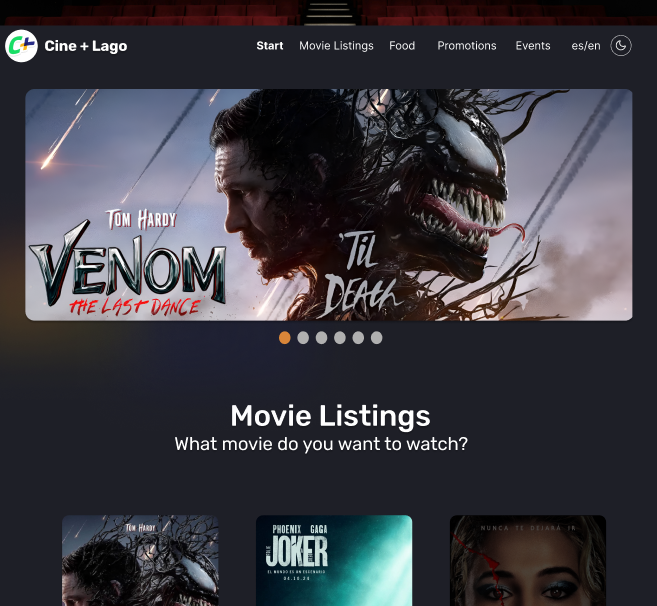 Cine + Lago
Start Movie Listings Food Promotions Events es/en
TOM HARDY
VENOM
THE LAST DANCE
'TIL
DEATH
Movie Listings
What movie do you want to watch?
TOM HARDY
PHOENIX GAGA
JOKER
EL MUNDO ES UN ESCENARIO
04.10.24
NUNCA TE DEJARÁ IR